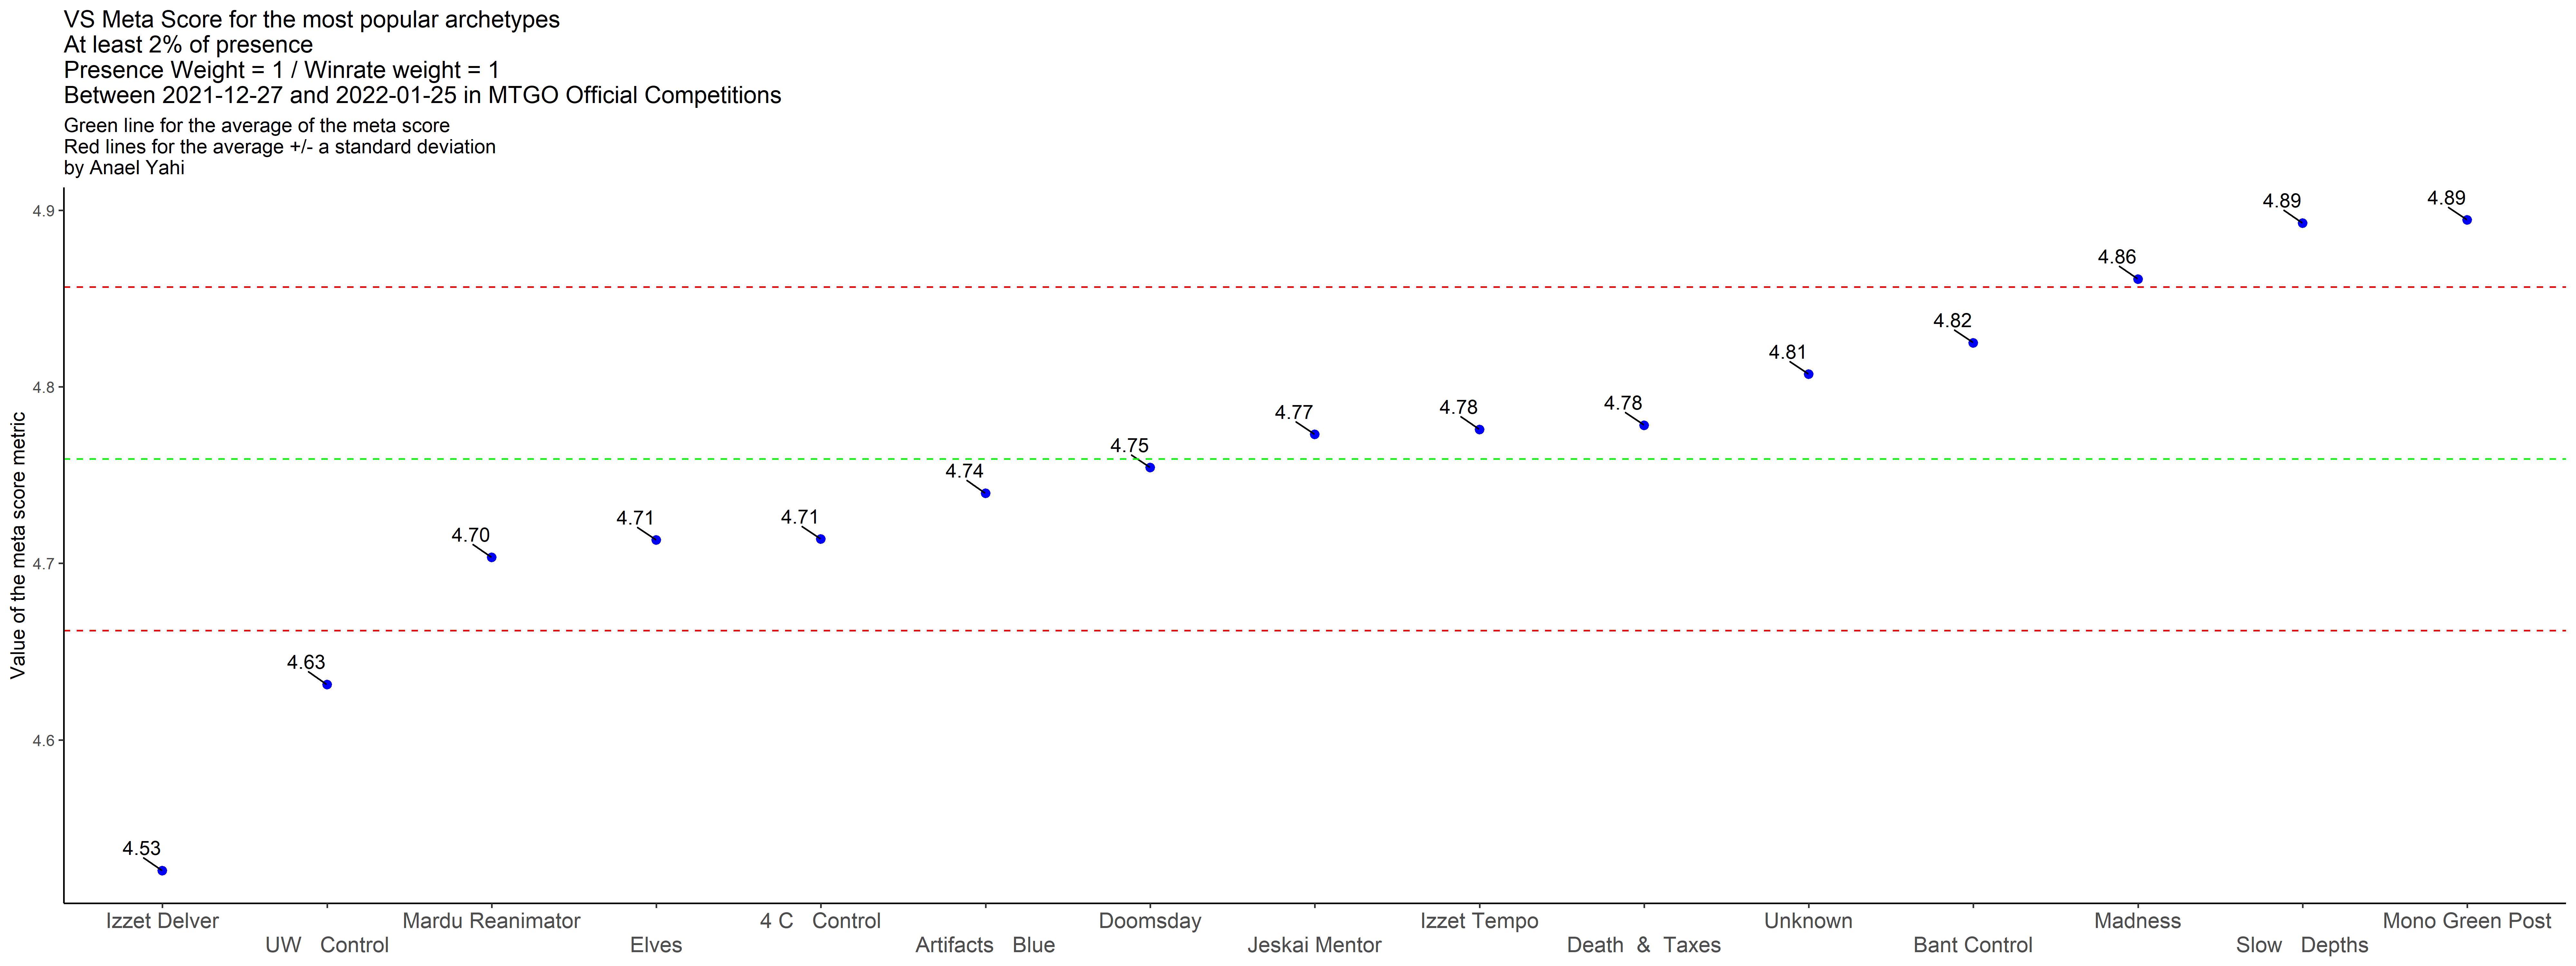 VS Meta Score for the most popular archetypes
At least 2% of presence
Presence Weight = 1 / Winrate weight = 1
Between 2021-12-27 and 2022-01-25 in MTGO Official Competitions
Green line for the average of the meta score
Red lines for the average +/- a standard deviation
by Anael Yahi
Value of the meta score metric
4.9
4.8
4.7
4.6
4.53
4.63
4.70
4.71
4.71
4.74
4.75
4.77
4.78
4.78
4.81
4.82
4.86
4.89
4.89
Izzet Delver
UW Control
Mardu Reanimator
Elves
4 C Control
Artifacts Blue
Doomsday
Jeskai Mentor
Izzet Tempo
Death & Taxes
Unknown
Bant Control
Madness
Slow Depths
Mono Green Post